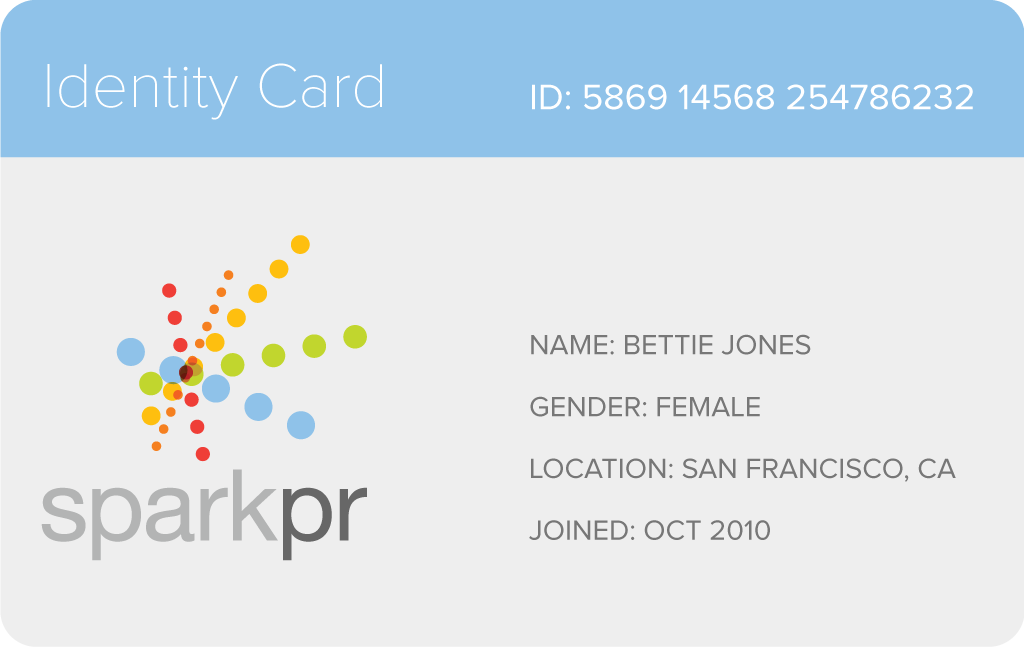 Identity Card
ID: 5869 14568 254786232
NAME: BETTIE JONES
GENDER: FEMALE
LOCATION: SAN FRANCISCO, CA
JOINED: OCT 2010
sparkpr